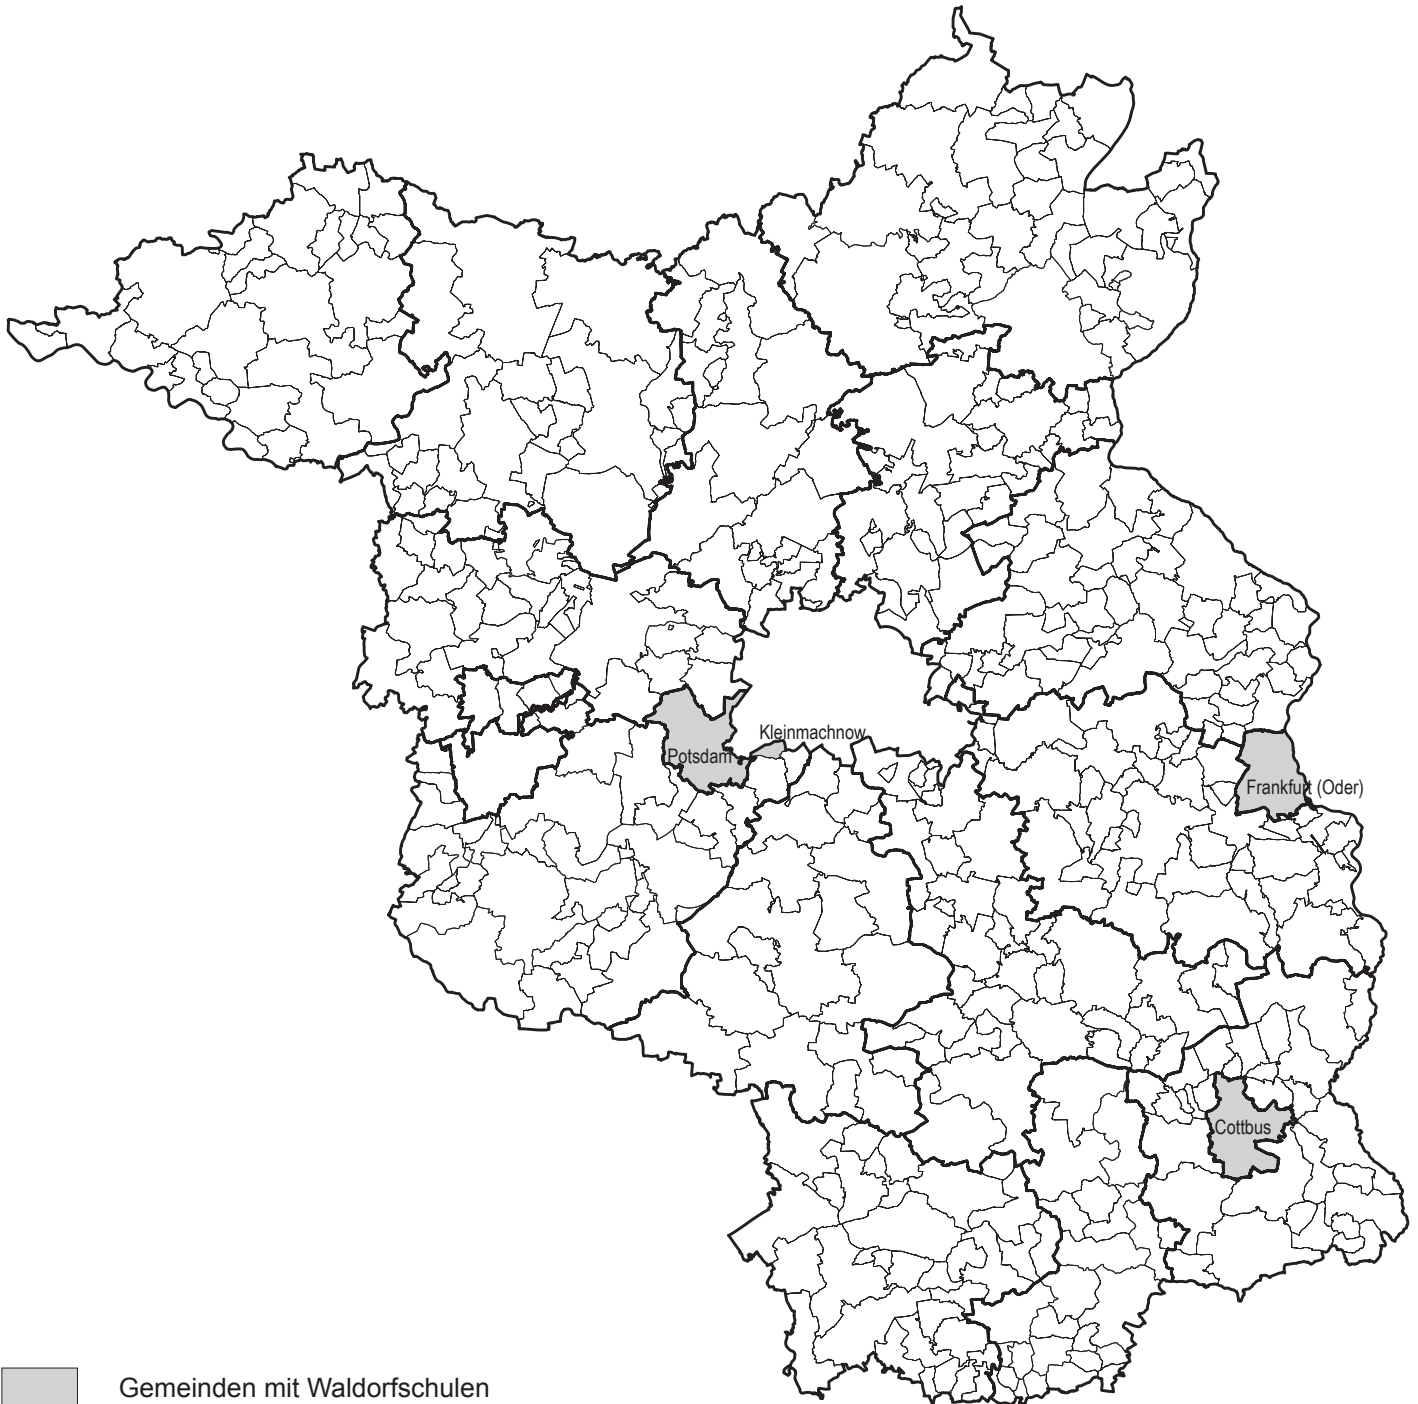 Kleinmachnow
Potsdam
Frankfurt (Oder)
Cottbus
Gemeinden mit Waldorfschulen